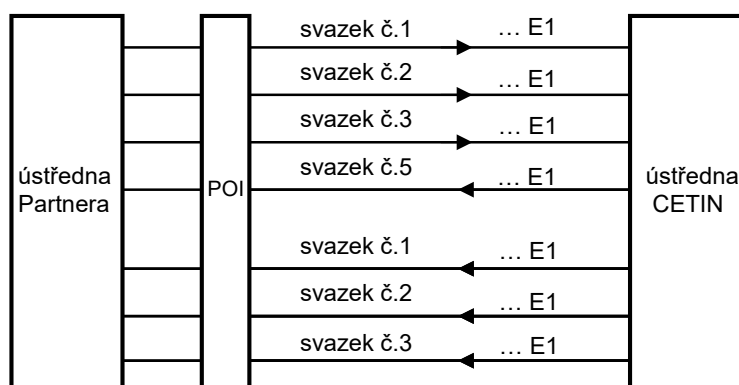 svazek č.1 … E1
svazek č.2 … E1
svazek č.3 … E1
svazek č.5 … E1
ústředna
Partnera
POI
ústředna
CETIN
svazek č.1 … E1
svazek č.2 … E1
svazek č.3 … E1